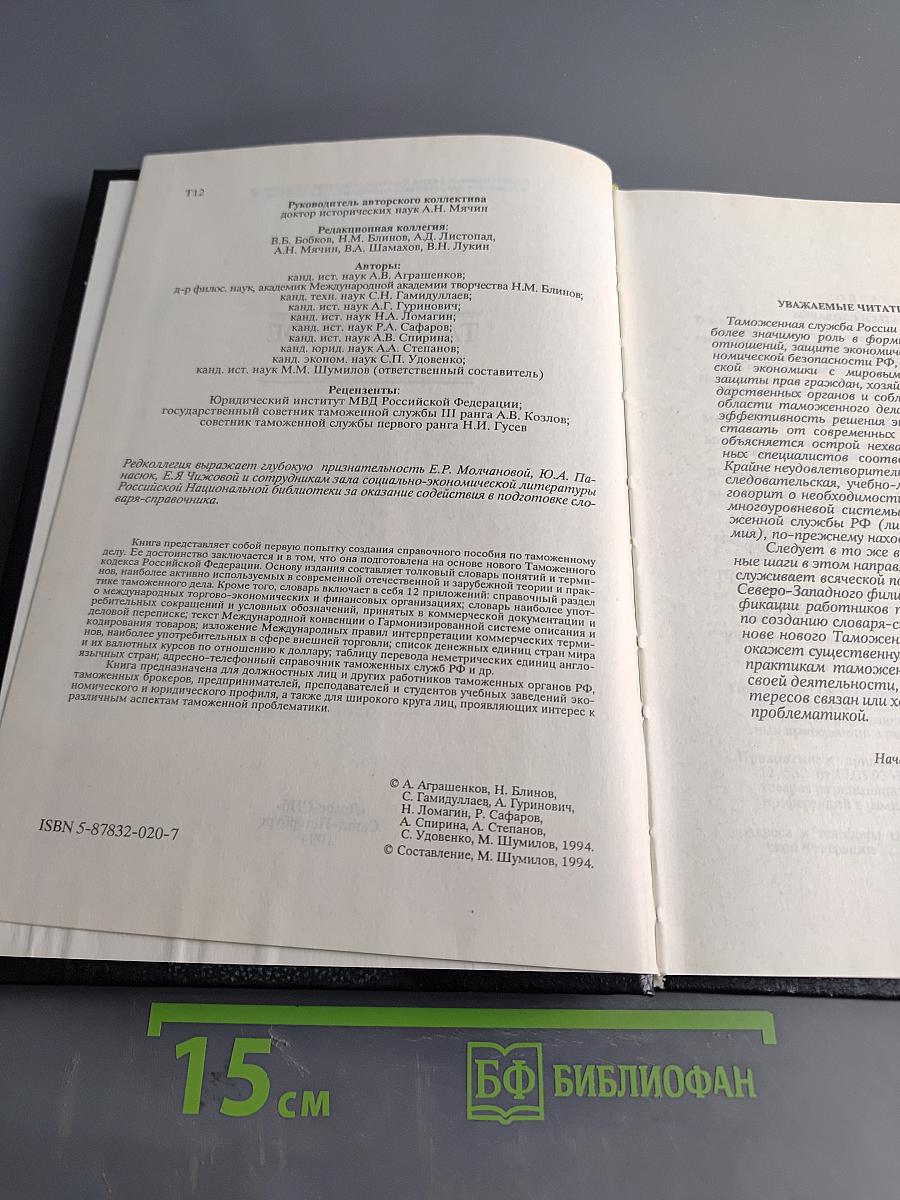 Т12
Руководитель авторского коллектива
доктор исторических наук А.Н. Мячин
Редакционная коллегия:
В.Б. Бобков, Н.М. Блинов, А.Д. Листопад,
А.Н. Мячин, В.А. Шамахов, В.Н. Лукин
Авторы:
канд. ист. наук А.В. Аграшенков;
д-р филос. наук, академик Международной академии творчества Н.М. Блинов;
канд. техн. наук С.Н. Гамидуллаев;
канд. ист. наук А.Г. Гуринович;
канд. ист. наук Н.А. Ломагин;
канд. ист. наук Р.А. Сафаров;
канд. ист. наук А.В. Спирина;
канд. юрид. наук А.А. Степанов;
канд. эконом. наук С.П. Удовенко;
канд. ист. наук М.М. Шумилов (ответственный составитель)
Рецензенты:
Юридический институт МВД Российской Федерации;
государственный советник таможенной службы III ранга А.В. Козлов;
советник таможенной службы первого ранга Н.И. Гусев
Редколлегия выражает глубокую признательность Е.Р. Молчановой, Ю.А. Па-
насюк, Е.Я Чижовой и сотрудникам зала социально-экономической литературы
Российской Национальной библиотеки за оказание содействия в подготовке сло-
варя-справочника.
Книга представляет собой первую попытку создания справочного пособия по таможенному
делу. Ее достоинство заключается и в том, что она подготовлена на основе нового Таможенного
кодекса Российской Федерации. Основу издания составляет толковый словарь понятий и терми-
нов, наиболее активно используемых в современной отечественной и зарубежной теории и прак-
тике таможенного дела. Кроме того, словарь включает в себя 12 приложений: справочный раздел
о международных торгово-экономических и финансовых организациях; словарь наиболее упот-
ребительных сокращений и условных обозначений, принятых в коммерческой документации и
деловой переписке; текст Международной конвенции о Гармонизированной системе описания и
кодирования товаров; изложение Международных правил интерпретации коммерческих терми-
нов, наиболее употребительных в сфере внешней торговли; список денежных единиц стран мира
и их валютных курсов по отношению к доллару; таблицу перевода неметрических единиц англо-
язычных стран; адресно-телефонный справочник таможенных служб РФ и др.
Книга предназначена для должностных лиц и других работников таможенных органов РФ,
таможенных брокеров, предпринимателей, преподавателей и студентов учебных заведений эко-
номического и юридического профиля, а также для широкого круга лиц, проявляющих интерес к
различным аспектам таможенной проблематики.
© А. Аграшенков, Н. Блинов,
С. Гамидуллаев, А. Гуринович,
Н. Ломагин, Р. Сафаров,
А. Спирина, А. Степанов,
С. Удовенко, М. Шумилов, 1994.
© Составление, М. Шумилов, 1994.
ISBN 5-87832-020-7
УВАЖАЕМЫЕ ЧИТАТЕ
Таможенная служба России
более значимую роль в форми
отношений, защите экономиче
номической безопасности РФ,
ской экономики с мировым
защиты прав граждан, хозяй
дарственных органов и собл
области таможенного дела
эффективность решения э
ставать от современных
объясняется острой нехва
ных специалистов соотв
Крайне неудовлетворитель
следовательская, учебно-
говорит о необходимости
многоуровневой системы
женной службы РФ (ли
мия), по-прежнему наход
Следует в то же в
ные шаги в этом направл
служивает всяческой по
Северо-Западного фили
фикации работников т
по созданию словаря-с
нове нового Таможен
окажет существенну
практикам таможен
своей деятельности,
тересов связан или х
проблематикой.
Нача
15 см
БФ БИБЛИОФАН